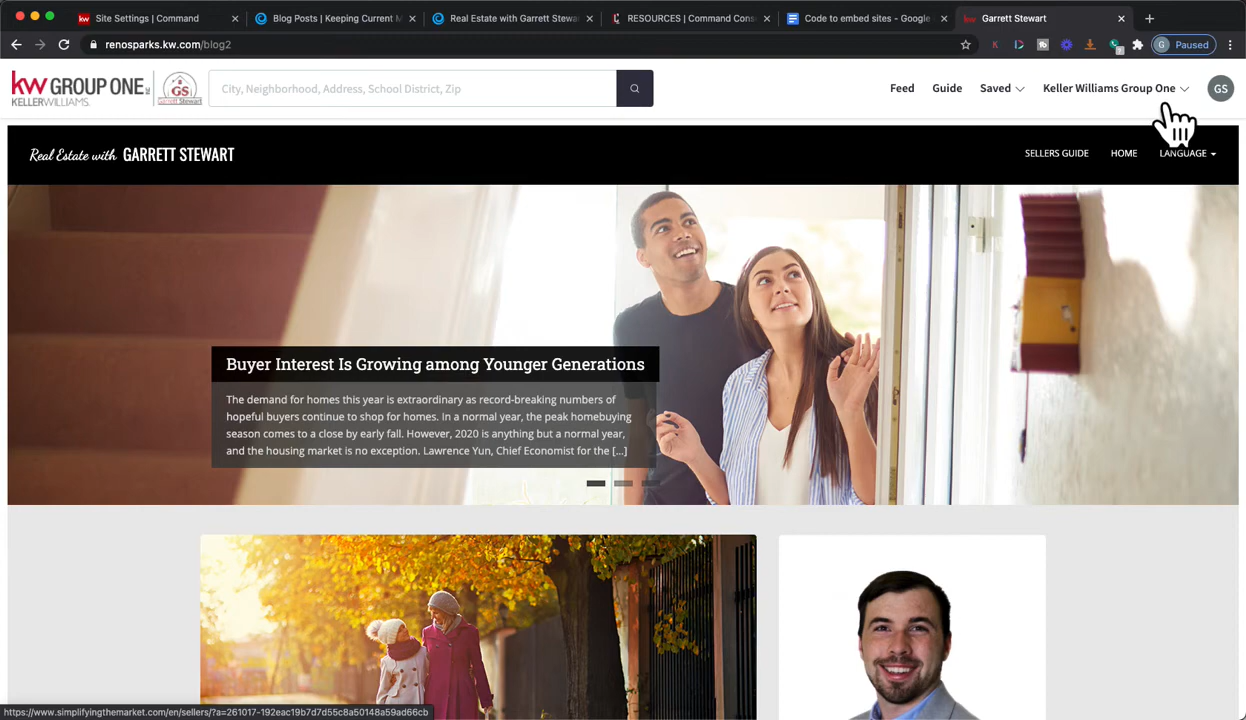 Site Settings | Command
Blog Posts | Keeping Current M
Real Estate with Garrett Stewa
RESOURCES | Command Cons
Code to embed sites - Google
Garrett Stewart
renosparks.kw.com/blog2
G Paused
kw GROUP ONE INC
KELLERWILLIAMS.
GS
Garrett Stewart
City, Neighborhood, Address, School District, Zip
Feed
Guide
Saved
Keller Williams Group One
GS
Real Estate with GARRETT STEWART
SELLERS GUIDE
HOME
LANGUAGE
Buyer Interest Is Growing among Younger Generations
The demand for homes this year is extraordinary as record-breaking numbers of
hopeful buyers continue to shop for homes. In a normal year, the peak homebuying
season comes to a close by early fall. However, 2020 is anything but a normal year,
and the housing market is no exception. Lawrence Yun, Chief Economist for the [...]
https://www.simplifyingthemarket.com/en/sellers/?a=261017-192eac19b7d7d55c8a50148a59ad66cb